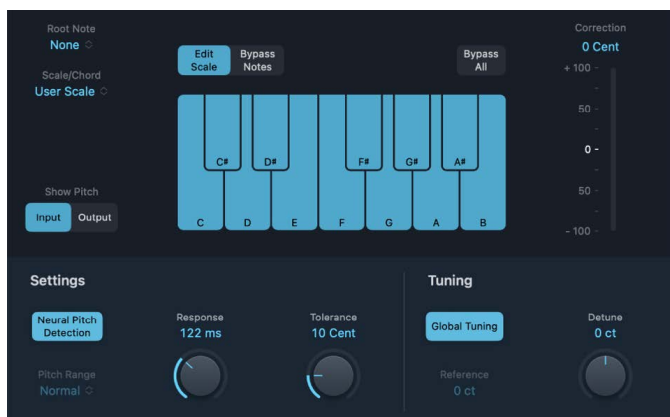 Root Note
None
Scale/Chord
User Scale
Show Pitch
Input Output
Edit
Scale
Bypass
Notes
Bypass
All
C# D# F# G# A#
C D E F G A B
Correction
0 Cent
+ 100 -
50 -
0 -
50 -
- 100 -
Settings
Neural Pitch
Detection
Pitch Range
Normal
Response
122 ms
Tolerance
10 Cent
Tuning
Global Tuning
Reference
0 ct
Detune
0 ct